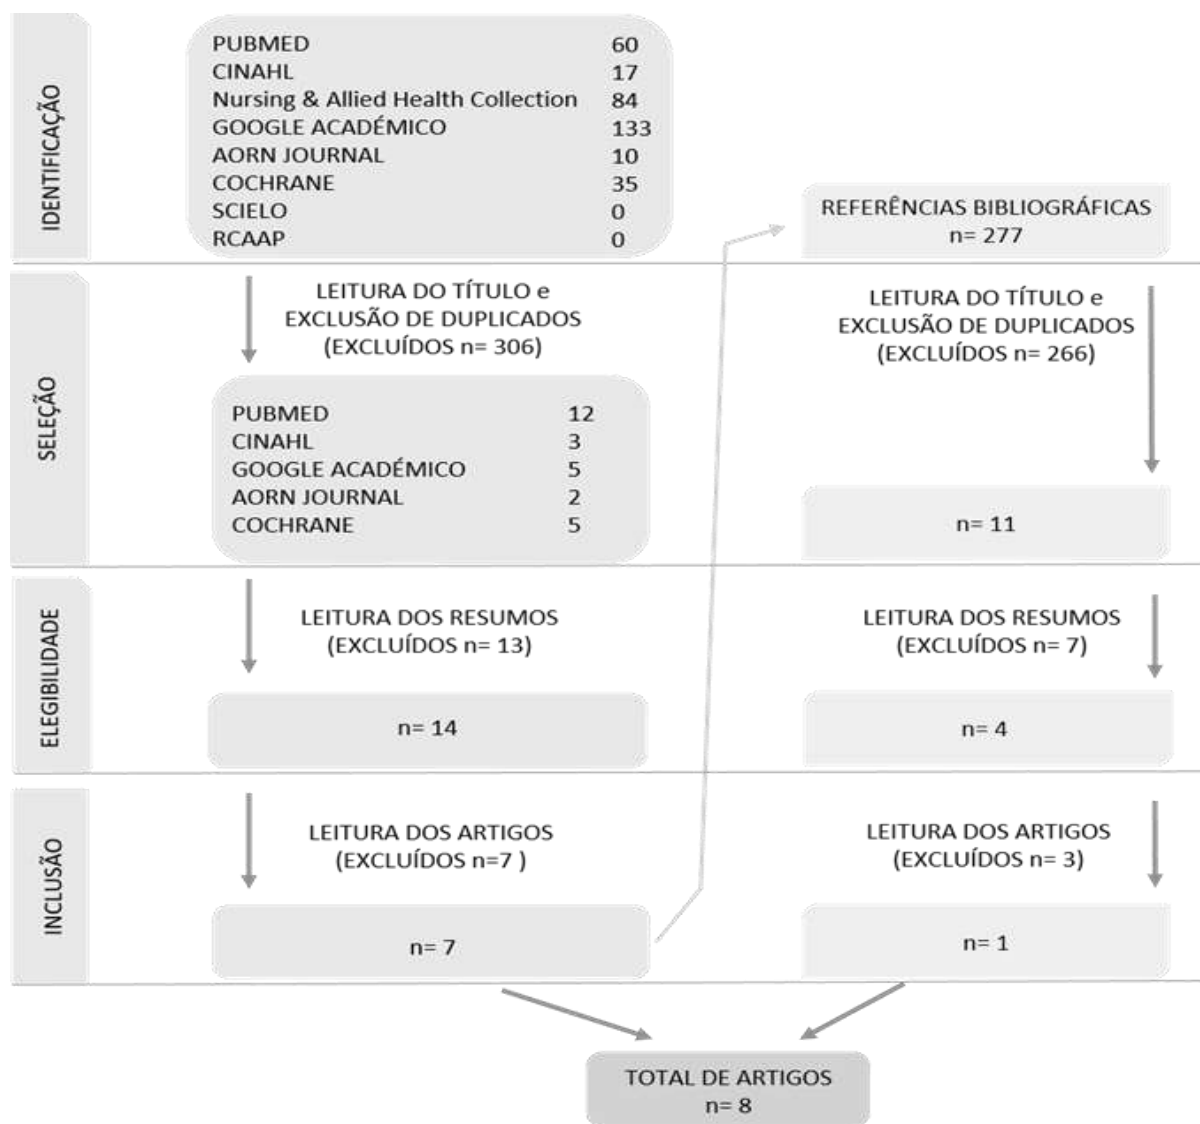 IDENTIFICAÇÃO
PUBMED 60
CINAHL 17
Nursing & Allied Health Collection 84
GOOGLE ACADÉMICO 133
AORN JOURNAL 10
COCHRANE 35
SCIELO 0
RCAAP 0
REFERÊNCIAS BIBLIOGRÁFICAS
n= 277
SELEÇÃO
LEITURA DO TÍTULO e
EXCLUSÃO DE DUPLICADOS
(EXCLUÍDOS n= 306)
PUBMED 12
CINAHL 3
GOOGLE ACADÉMICO 5
AORN JOURNAL 2
COCHRANE 5
LEITURA DO TÍTULO e
EXCLUSÃO DE DUPLICADOS
(EXCLUÍDOS n= 266)
n= 11
ELEGIBILIDADE
LEITURA DOS RESUMOS
(EXCLUÍDOS n= 13)
n= 14
LEITURA DOS RESUMOS
(EXCLUÍDOS n= 7)
n= 4
INCLUSÃO
LEITURA DOS ARTIGOS
(EXCLUÍDOS n=7 )
n= 7
LEITURA DOS ARTIGOS
(EXCLUÍDOS n= 3)
n= 1
TOTAL DE ARTIGOS
n= 8